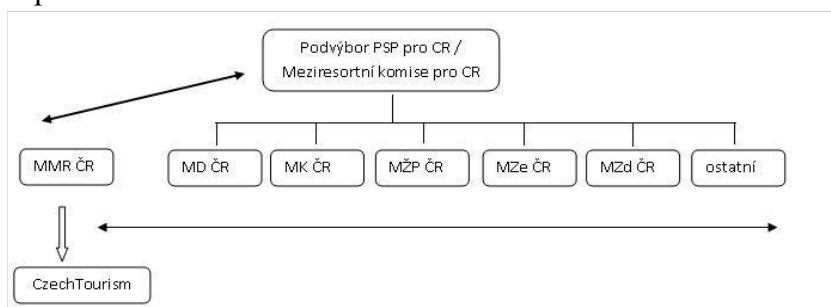 Podvýbor PSP pro CR /
Meziresortní komise pro CR
MMR ČR
MD ČR
MK ČR
MŽP ČR
MZe ČR
MZd ČR
ostatní
CzechTourism